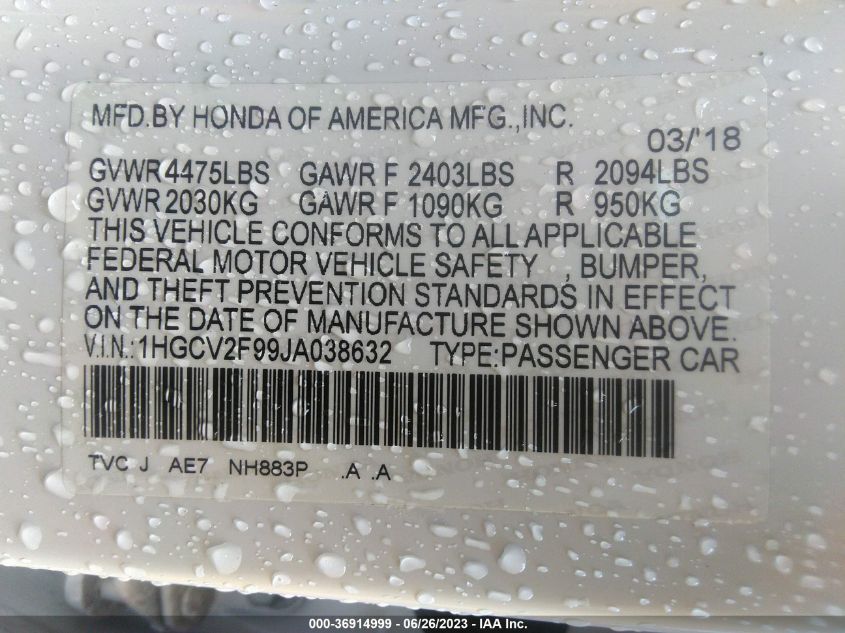 MFD.BY HONDA OF AMERICA MFG.,INC.
03/'18
GVWR 4475LBS GAWR F 2403LBS R 2094LBS
GVWR 2030KG GAWR F 1090KG R 950KG
THIS VEHICLE CONFORMS TO ALL APPLICABLE
FEDERAL MOTOR VEHICLE SAFETY , BUMPER,
AND THEFT PREVENTION STANDARDS IN EFFECT
ON THE DATE OF MANUFACTURE SHOWN ABOVE.
V.I.N.:1HGCV2F99JA038632 TYPE:PASSENGER CAR
TVC J AE7 NH883P .A .A
000-36914999 - 06/26/2023 - IAA Inc.